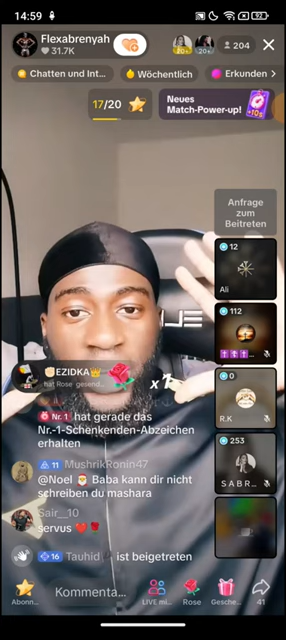 14:59
92
Flexabrenyah
31.7K
20+
20+
204
Chatten und Int...
Wöchentlich
Erkunden
17/20
Neues
Match-Power-up!
Anfrage
zum
Beitreten
12
Ali
112
0
R.K
253
S A B R...
EZIDKA
hat Rose gesend...
Nr. 1 hat gerade das
Nr.-1-Schenkenden-Abzeichen
erhalten
11 MushrikRonin47
@Noel Baba kann dir nicht
schreiben du mashara
Sair__10
servus
16 Tauhid ist beigetreten
Abonn...
Kommenta...
LIVE mi...
Rose
Gesche...
41